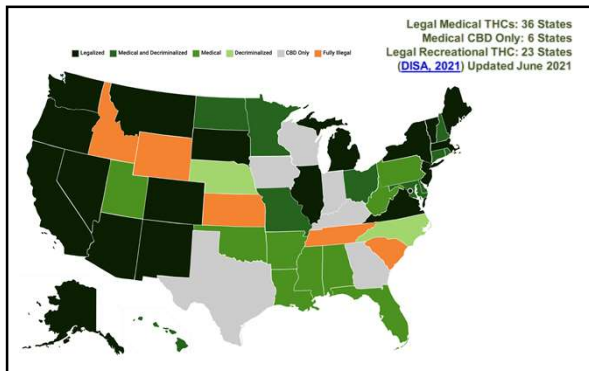 Legal Medical THCs: 36 States
Medical CBD Only: 6 States
Legal Recreational THC: 23 States
(DISA, 2021) Updated June 2021
Legalized Medical and Decriminalized Medical Decriminalized CBD Only Fully Illegal